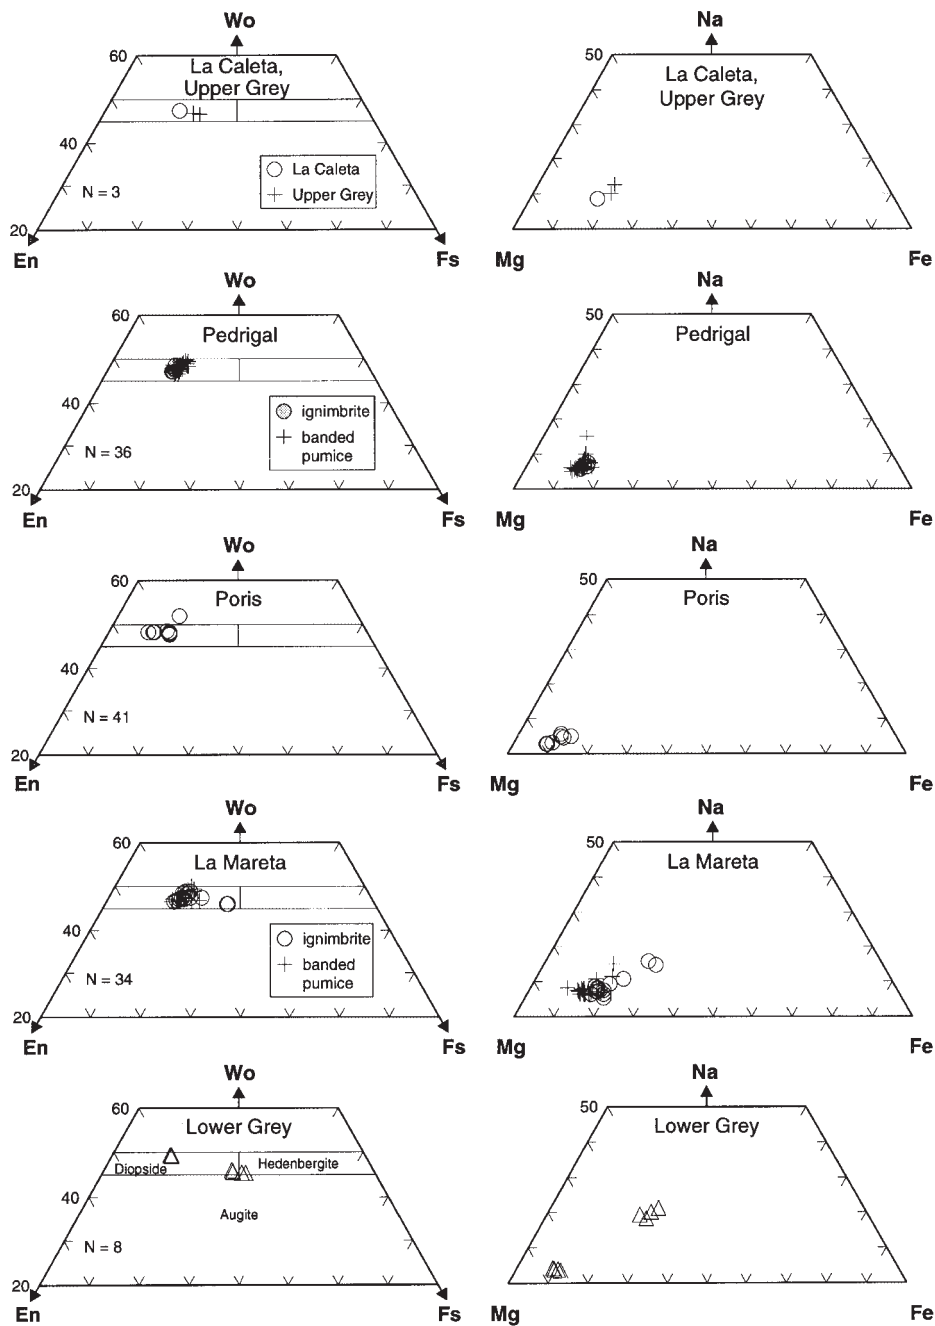 Wo
60
La Caleta,
Upper Grey
40
La Caleta
Upper Grey
N = 3
20
En
Fs
Na
50
La Caleta,
Upper Grey
Mg
Fe
Wo
60
Pedrigal
40
ignimbrite
banded
pumice
N = 36
20
En
Fs
Na
50
Pedrigal
Mg
Fe
Wo
60
Poris
40
N = 41
20
En
Fs
Na
50
Poris
Mg
Fe
Wo
60
La Mareta
40
ignimbrite
banded
pumice
N = 34
20
En
Fs
Na
50
La Mareta
Mg
Fe
Wo
60
Lower Grey
Diopside
Hedenbergite
40
Augite
N = 8
20
En
Fs
Na
50
Lower Grey
Mg
Fe